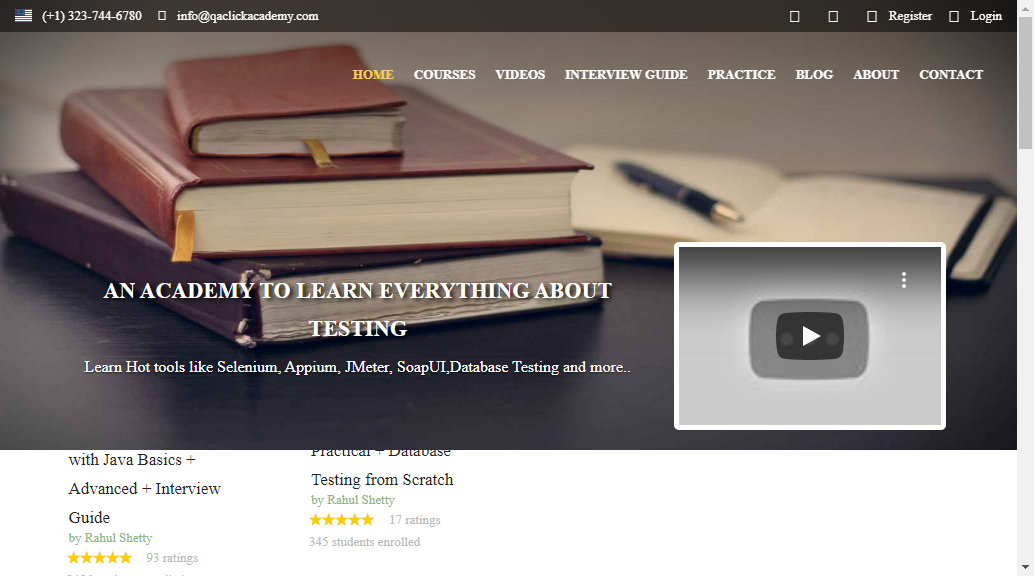 (+1) 323-744-6780 info@qaclickacademy.com Register Login
HOME COURSES VIDEOS INTERVIEW GUIDE PRACTICE BLOG ABOUT CONTACT
AN ACADEMY TO LEARN EVERYTHING ABOUT
TESTING
Learn Hot tools like Selenium, Appium, JMeter, SoapUI,Database Testing and more..
with Java Basics +
Advanced + Interview
Guide
by Rahul Shetty
93 ratings
Practical + Database
Testing from Scratch
by Rahul Shetty
17 ratings
345 students enrolled